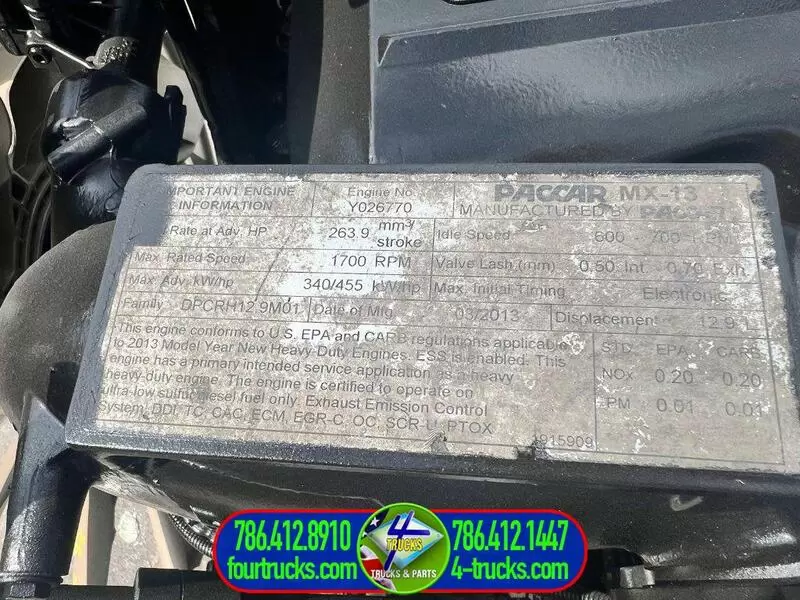 IMPORTANT ENGINE INFORMATION
Engine No. Y026770
PACCAR MX-13
MANUFACTURED BY PACCAR
Rate at Adv. HP 263.9 mm³/stroke
Idle Speed 600 - 700 RPM
Max. Rated Speed 1700 RPM
Valve Lash (mm) 0.50 Int. 0.70 Exh.
Max. Adv. kW/hp 340/455 kW/hp
Max. Initial Timing Electronic
Family DPCRH12.9M01
Date of Mfg. 03/2013
Displacement 12.9 L
This engine conforms to U.S. EPA and CARB regulations applicable
to 2013 Model Year New Heavy Duty Engines. ESS is enabled. This
engine has a primary intended service application as a heavy
heavy-duty engine. The engine is certified to operate on
ultra-low sulfur diesel fuel only. Exhaust Emission Control
System: DDI, TC, CAC, ECM, EGR-C, OC, SCR-U, PTOX
STD EPA CARB
NOx 0.20 0.20
PM 0.01 0.01
1915909
786.412.8910
fourtrucks.com
4
TRUCKS
TRUCKS & PARTS
786.412.1447
4-trucks.com